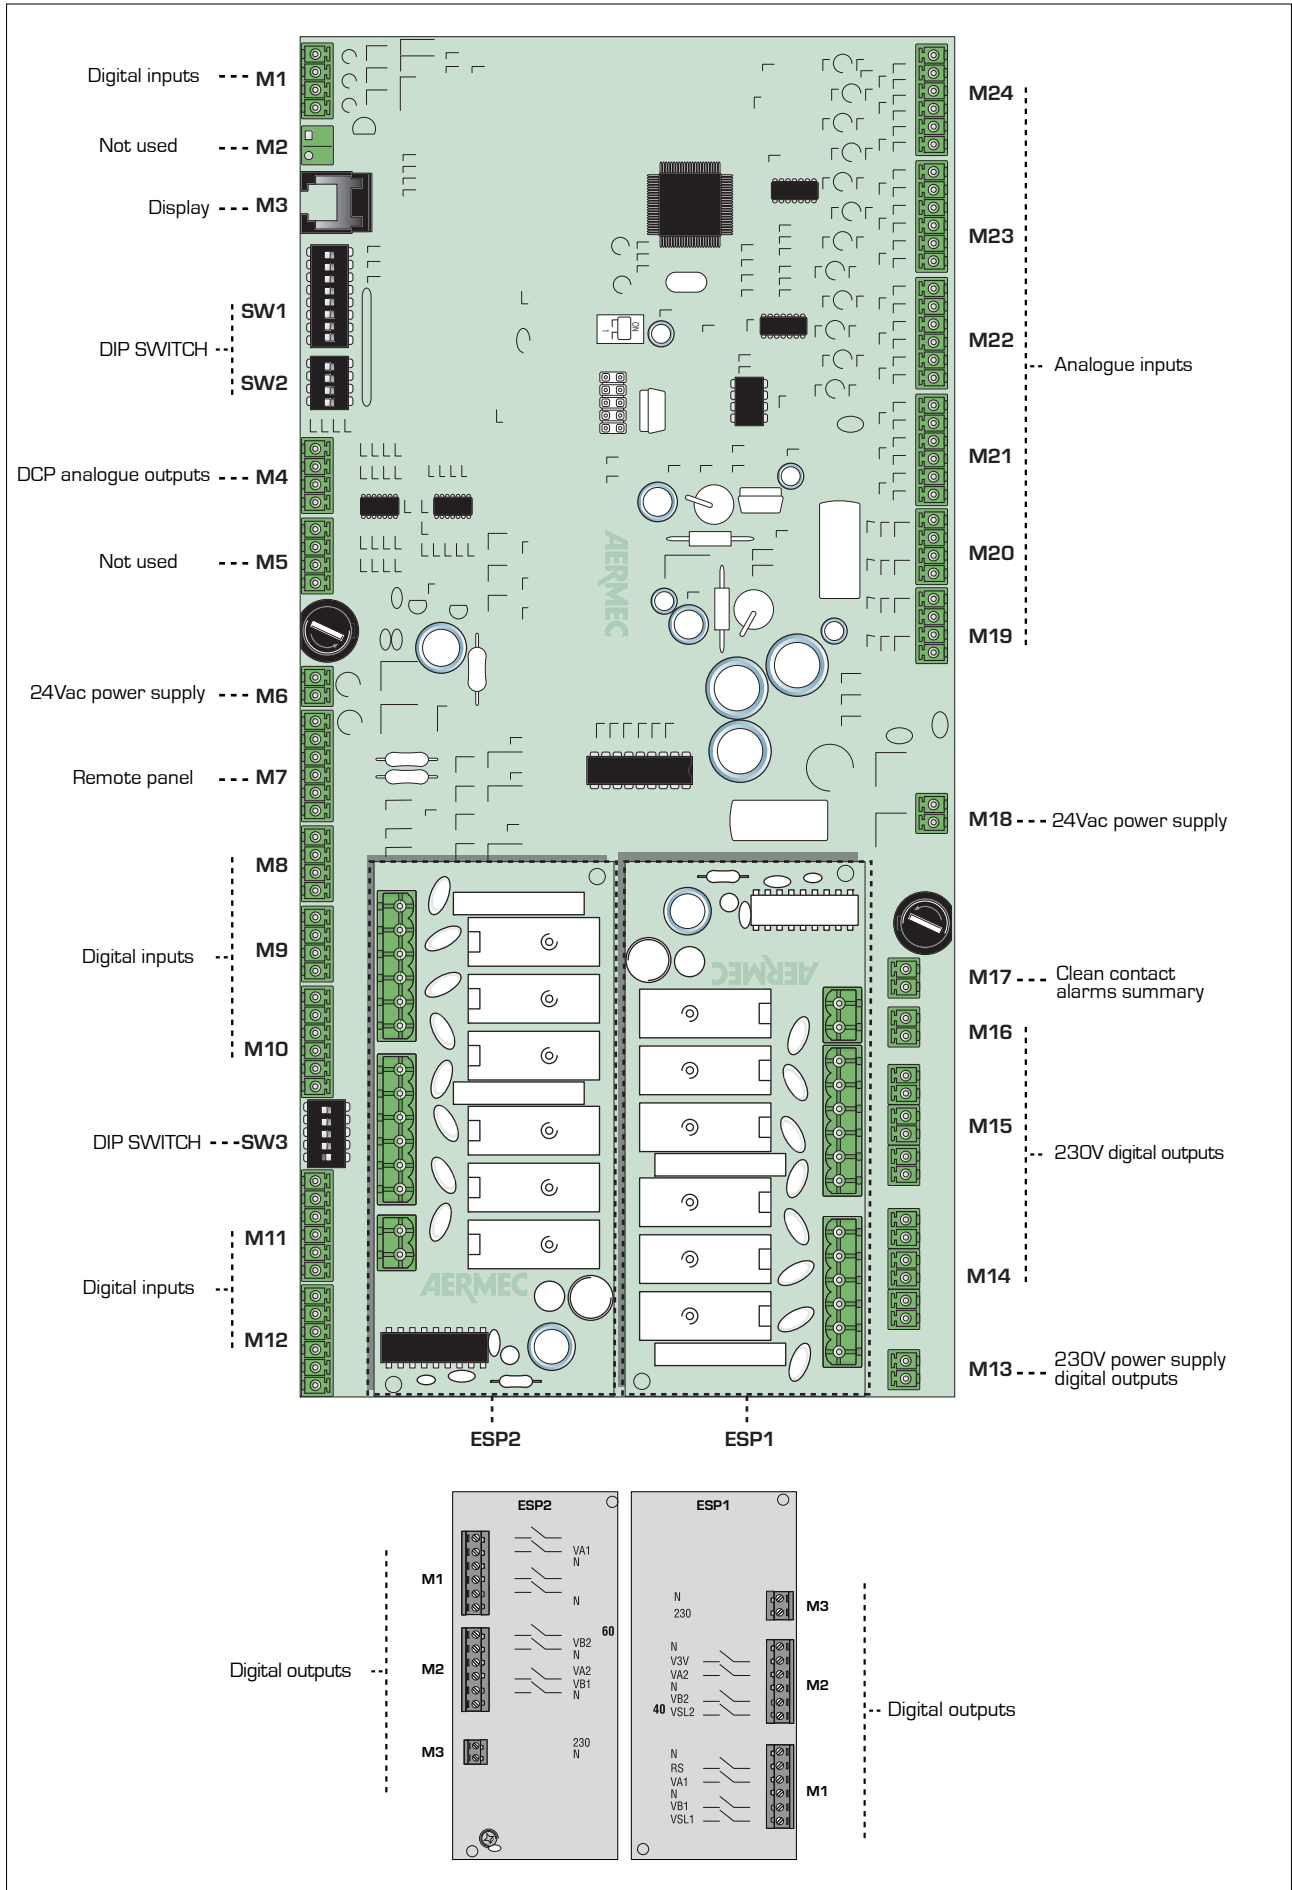 Digital inputs
M1
Not used
M2
Display
M3
SW1
DIP SWITCH
SW2
DCP analogue outputs
M4
Not used
M5
24Vac power supply
M6
Remote panel
M7
M8
Digital inputs
M9
M10
DIP SWITCH
SW3
M11
Digital inputs
M12
ON
1
AERMEC
AERMEC
AERMEC
M24
M23
M22
Analogue inputs
M21
M20
M19
M18
24Vac power supply
M17
Clean contact
alarms summary
M16
M15
230V digital outputs
M14
M13
230V power supply
digital outputs
ESP2
ESP1
ESP2
VA1
N
M1
N
60
VB2
N
Digital outputs
M2
VA2
VB1
N
M3
230
N
ESP1
N
230
M3
N
V3V
VA2
N
M2
VB2
40
VSL2
Digital outputs
N
RS
VA1
N
M1
VB1
VSL1